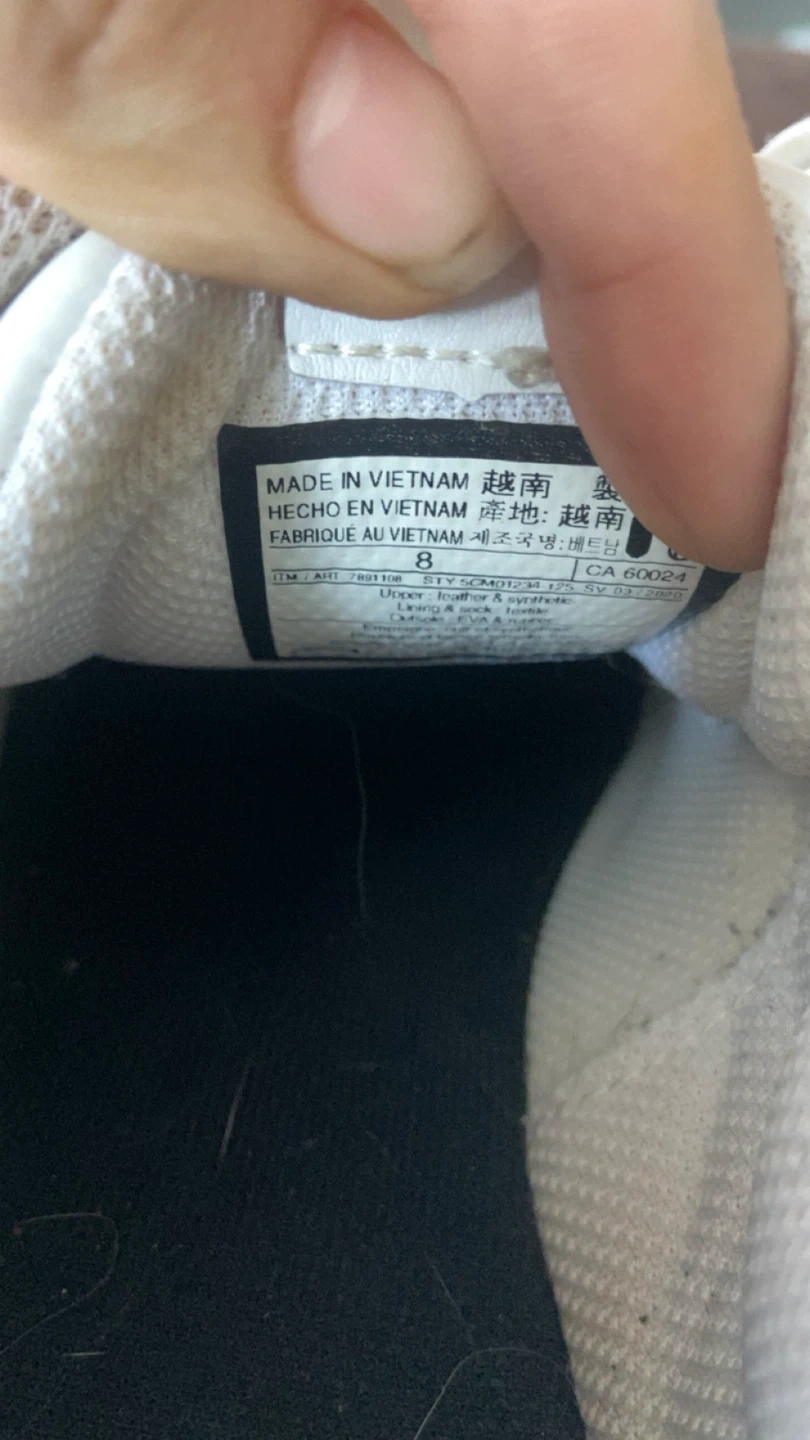 MADE IN VIETNAM 越南 製
HECHO EN VIETNAM 產地: 越南
FABRIQUÉ AU VIETNAM 제조국명:베트남
8
CA 60024
ITM / ART 7891108 STY 5CM01234-125 SV 03/2020
Upper : leather & synthetic
Lining & sock : textile
Outsole : EVA & rubber